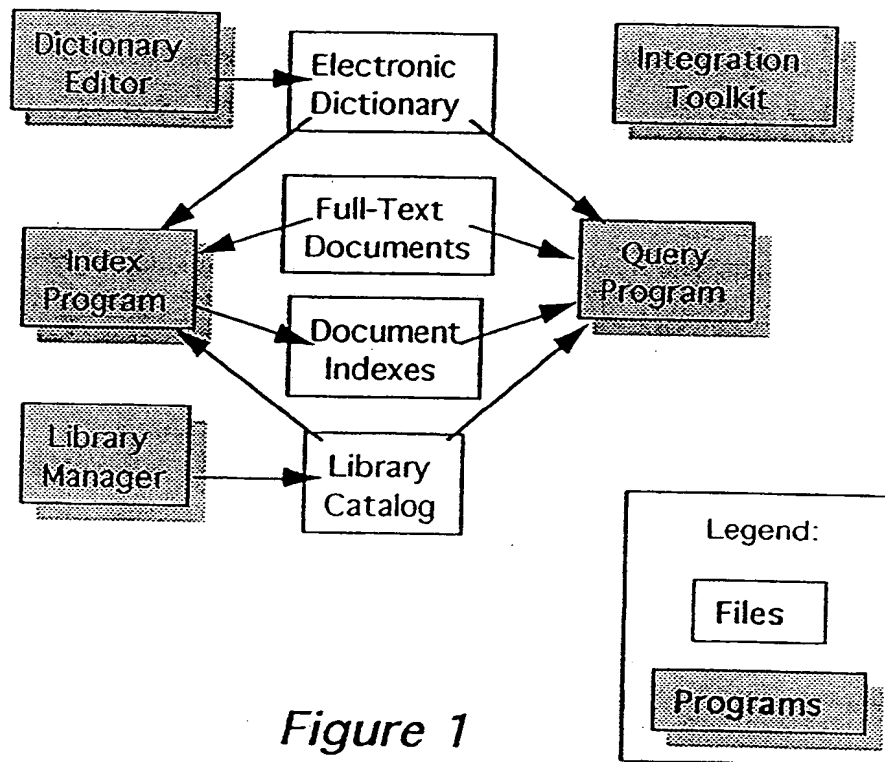 Dictionary
Editor
Electronic
Dictionary
Integration
Toolkit
Full-Text
Documents
Index
Program
Query
Program
Document
Indexes
Library
Manager
Library
Catalog
Legend:
Files
Programs
Figure 1